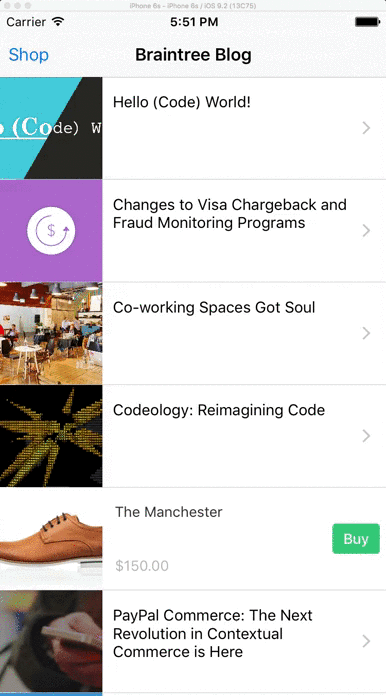 iPhone 6s - iPhone 6s / iOS 9.2 (13C75)
Carrier 5:51 PM
Shop Braintree Blog
Hello (Code) World!
(Code) W
Changes to Visa Chargeback and
Fraud Monitoring Programs
$
Co-working Spaces Got Soul
Codeology: Reimagining Code
The Manchester
Buy
$150.00
PayPal Commerce: The Next
Revolution in Contextual
Commerce is Here